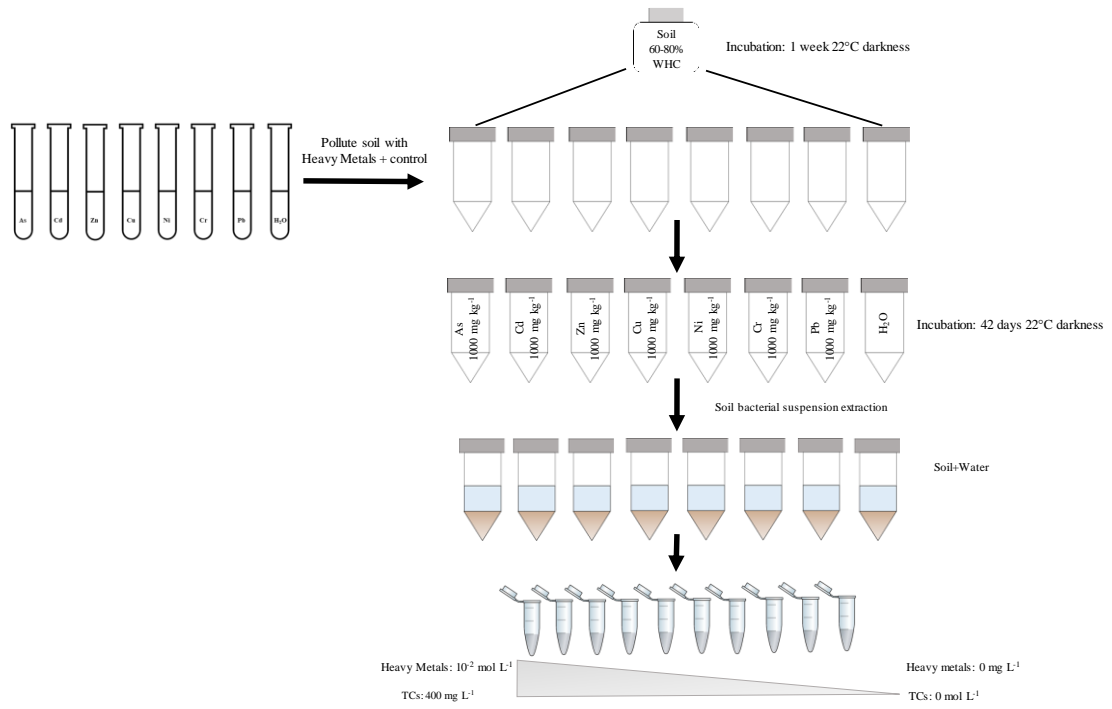 Soil
60-80%
WHC
Incubation: 1 week 22°C darkness
Pollute soil with
Heavy Metals + control
As
Cd
Zn
Cu
Ni
Cr
Pb
H₂O
As
1000 mg kg⁻¹
Cd
1000 mg kg⁻¹
Zn
1000 mg kg⁻¹
Cu
1000 mg kg⁻¹
Ni
1000 mg kg⁻¹
Cr
1000 mg kg⁻¹
Pb
1000 mg kg⁻¹
H₂O
Incubation: 42 days 22°C darkness
Soil bacterial suspension extraction
Soil+Water
Heavy Metals: 10⁻² mol L⁻¹
Heavy metals: 0 mg L⁻¹
TCs: 400 mg L⁻¹
TCs: 0 mol L⁻¹